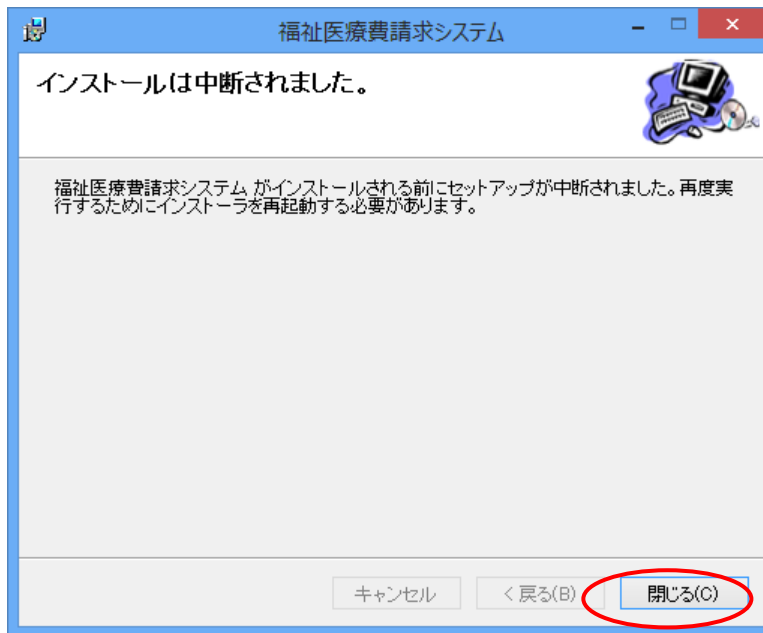 福祉医療費請求システム
インストールは中断されました。
福祉医療費請求システム がインストールされる前にセットアップが中断されました。再度実
行するためにインストーラを再起動する必要があります。
キャンセル
< 戻る(B)
閉じる(C)